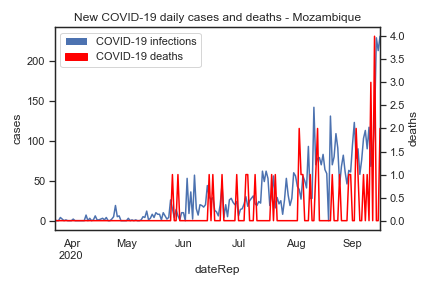 New COVID-19 daily cases and deaths - Mozambique
COVID-19 infections
COVID-19 deaths
cases
200
150
100
50
0
deaths
4.0
3.5
3.0
2.5
2.0
1.5
1.0
0.5
0.0
Apr
2020
May
Jun
Jul
Aug
Sep
dateRep